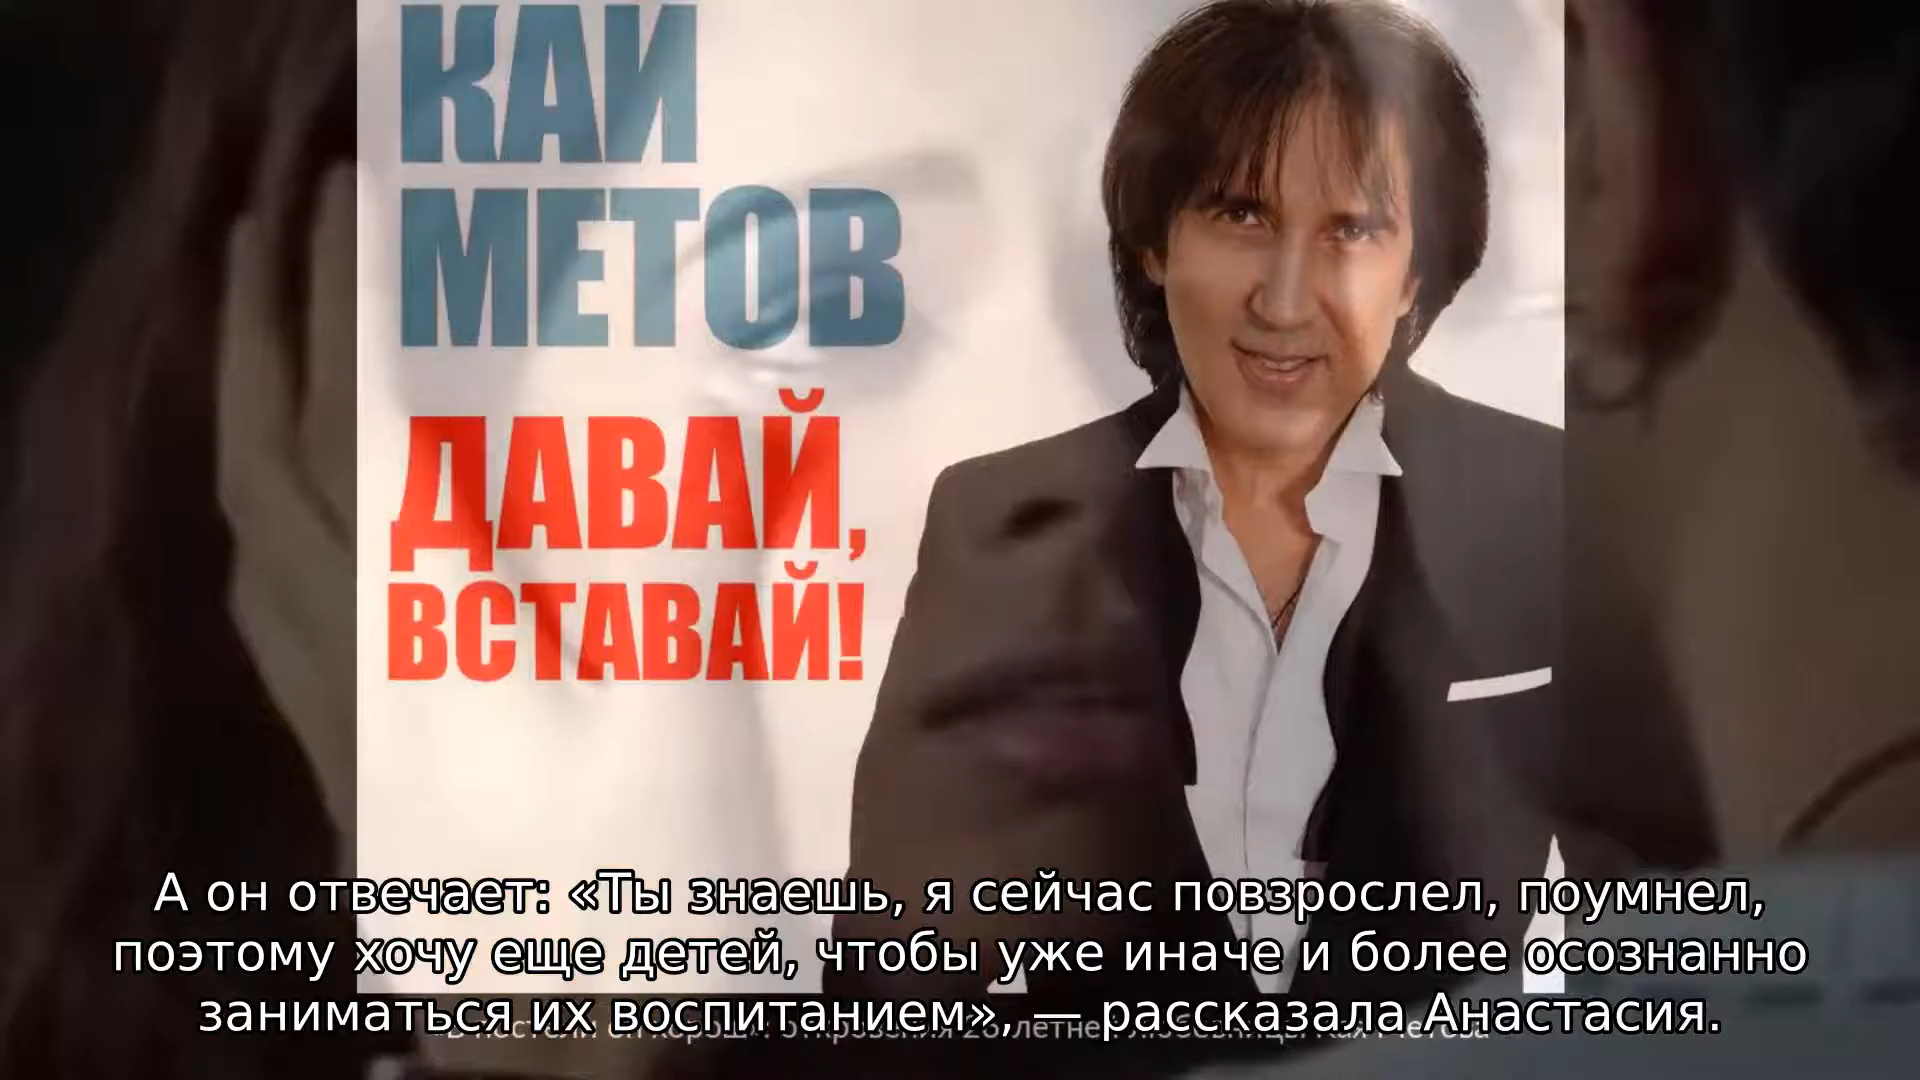 КАЙ
МЕТОВ
ДАВАЙ,
ВСТАВАЙ!
А он отвечает: «Ты знаешь, я сейчас повзрослел, поумнел,
поэтому хочу еще детей, чтобы уже иначе и более осознанно
заниматься их воспитанием», — рассказала Анастасия.